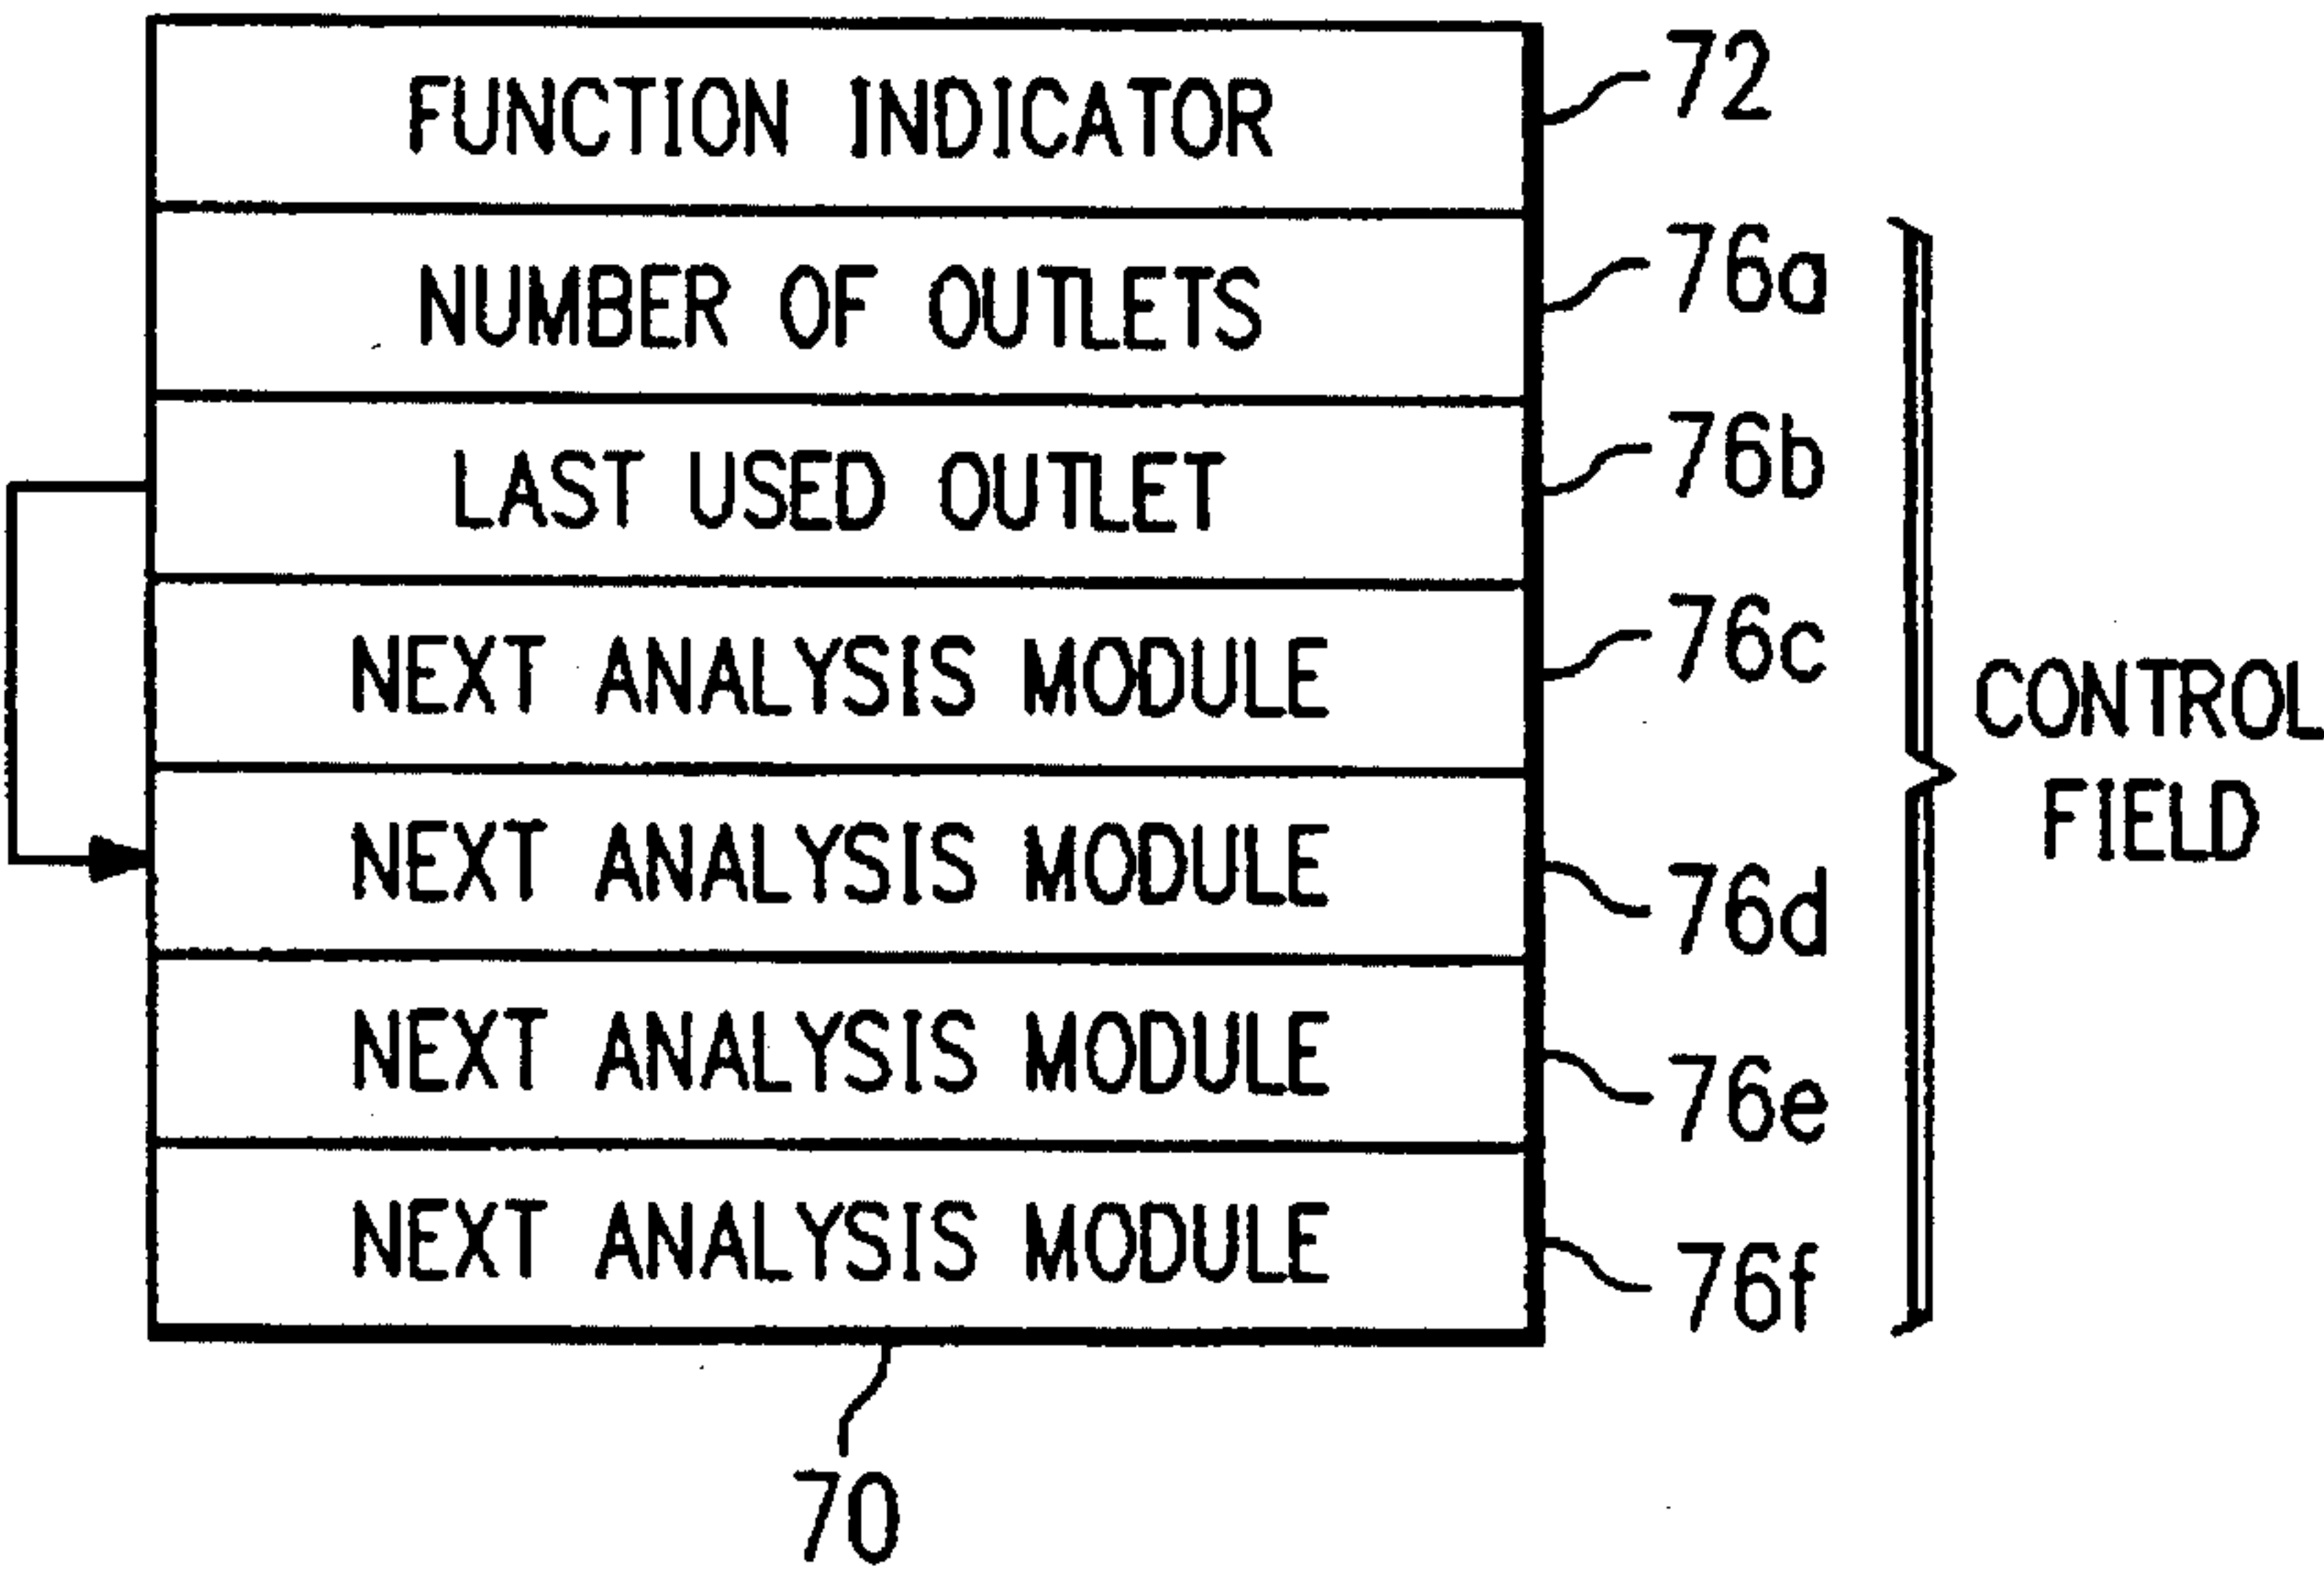 FUNCTION INDICATOR 72
NUMBER OF OUTLETS 76a
LAST USED OUTLET 76b
NEXT ANALYSIS MODULE 76c
NEXT ANALYSIS MODULE 76d
NEXT ANALYSIS MODULE 76e
NEXT ANALYSIS MODULE 76f
CONTROL
FIELD
70